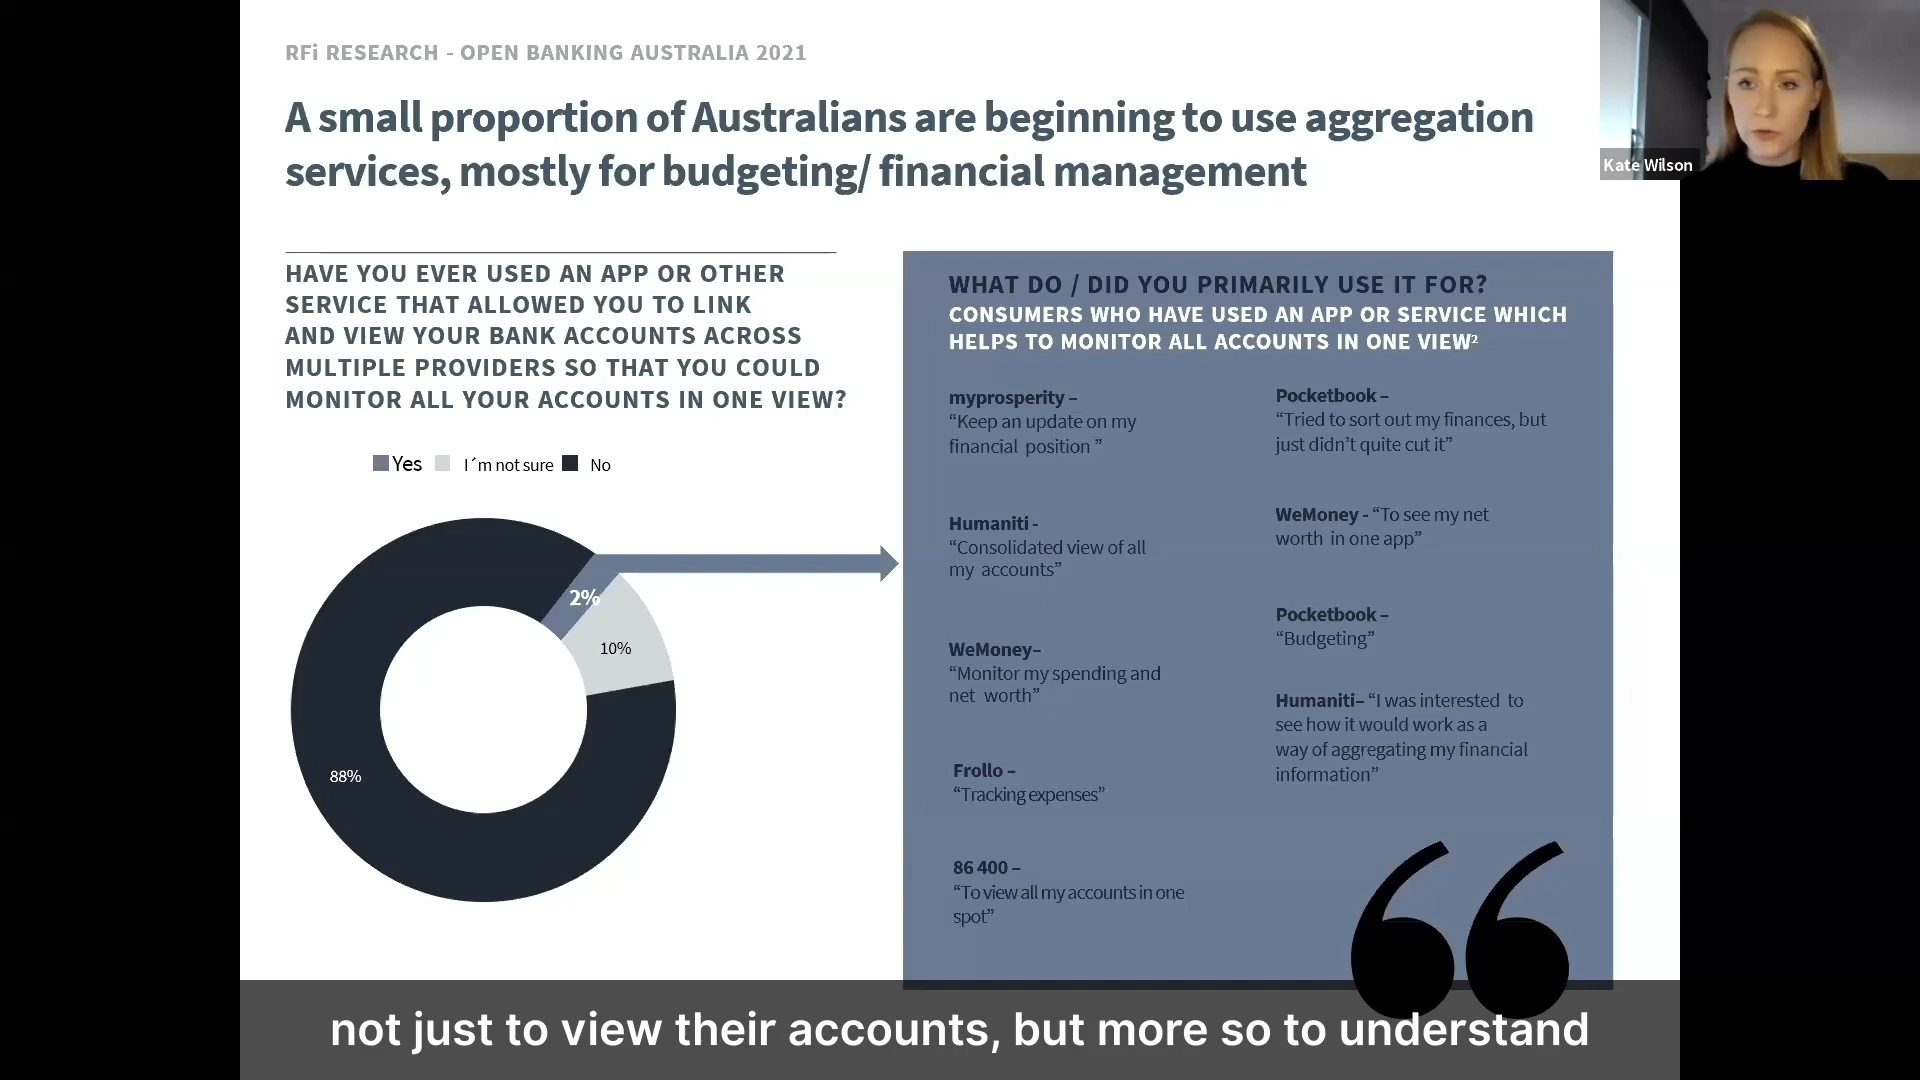 RFi RESEARCH - OPEN BANKING AUSTRALIA 2021
A small proportion of Australians are beginning to use aggregation
services, mostly for budgeting/ financial management
Kate Wilson
HAVE YOU EVER USED AN APP OR OTHER
SERVICE THAT ALLOWED YOU TO LINK
AND VIEW YOUR BANK ACCOUNTS ACROSS
MULTIPLE PROVIDERS SO THAT YOU COULD
MONITOR ALL YOUR ACCOUNTS IN ONE VIEW?
Yes I´m not sure No
2%
10%
88%
WHAT DO / DID YOU PRIMARILY USE IT FOR?
CONSUMERS WHO HAVE USED AN APP OR SERVICE WHICH
HELPS TO MONITOR ALL ACCOUNTS IN ONE VIEW²
myprosperity –
“Keep an update on my
financial position ”
Humaniti -
“Consolidated view of all
my accounts”
WeMoney–
“Monitor my spending and
net worth”
Frollo –
“Tracking expenses”
86 400 –
“To view all my accounts in one
spot”
Pocketbook –
“Tried to sort out my finances, but
just didn’t quite cut it”
WeMoney - “To see my net
worth in one app”
Pocketbook –
“Budgeting”
Humaniti– “I was interested to
see how it would work as a
way of aggregating my financial
information”
“
not just to view their accounts, but more so to understand